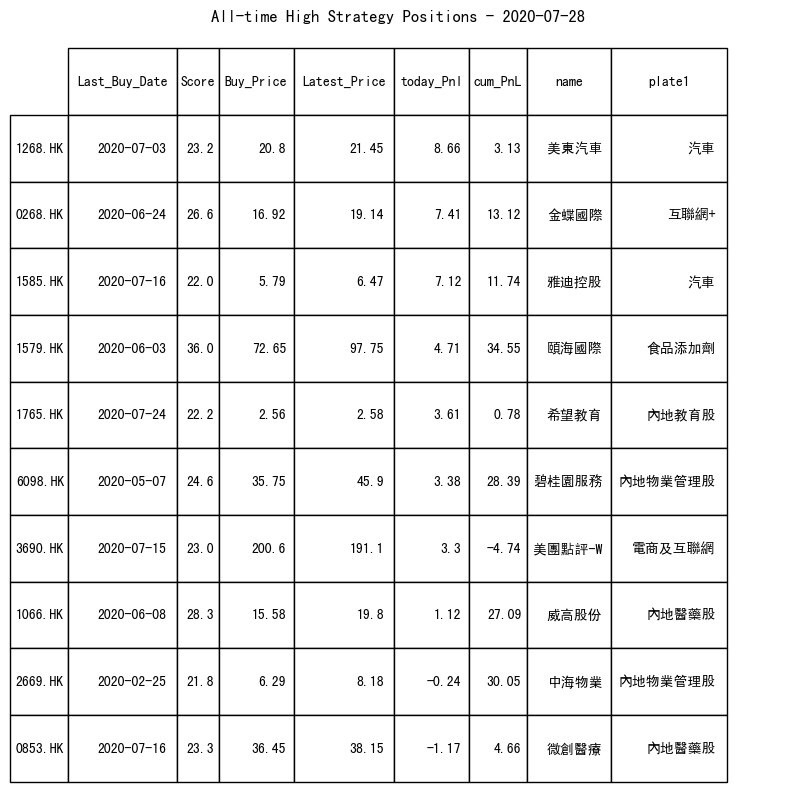 All-time High Strategy Positions - 2020-07-28
Last_Buy_Date Score Buy_Price Latest_Price today_Pnl cum_PnL name plate1
1268.HK 2020-07-03 23.2 20.8 21.45 8.66 3.13 美東汽車 汽車
0268.HK 2020-06-24 26.6 16.92 19.14 7.41 13.12 金蝶國際 互聯網+
1585.HK 2020-07-16 22.0 5.79 6.47 7.12 11.74 雅迪控股 汽車
1579.HK 2020-06-03 36.0 72.65 97.75 4.71 34.55 頤海國際 食品添加劑
1765.HK 2020-07-24 22.2 2.56 2.58 3.61 0.78 希望教育 內地教育股
6098.HK 2020-05-07 24.6 35.75 45.9 3.38 28.39 碧桂園服務 內地物業管理股
3690.HK 2020-07-15 23.0 200.6 191.1 3.3 -4.74 美團點評-W 電商及互聯網
1066.HK 2020-06-08 28.3 15.58 19.8 1.12 27.09 威高股份 內地醫藥股
2669.HK 2020-02-25 21.8 6.29 8.18 -0.24 30.05 中海物業 內地物業管理股
0853.HK 2020-07-16 23.3 36.45 38.15 -1.17 4.66 微創醫療 內地醫藥股